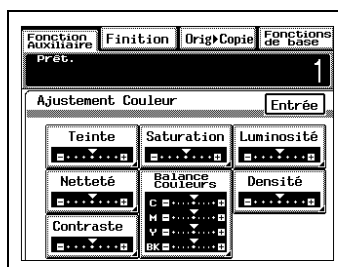 Fonction Auxiliaire
Finition
Orig▸Copie
Fonctions de base
Prêt.
1
Ajustement Couleur
Entrée
Teinte
Saturation
Luminosité
Netteté
Balance Couleurs
Densité
C
M
Y
BK
Contraste